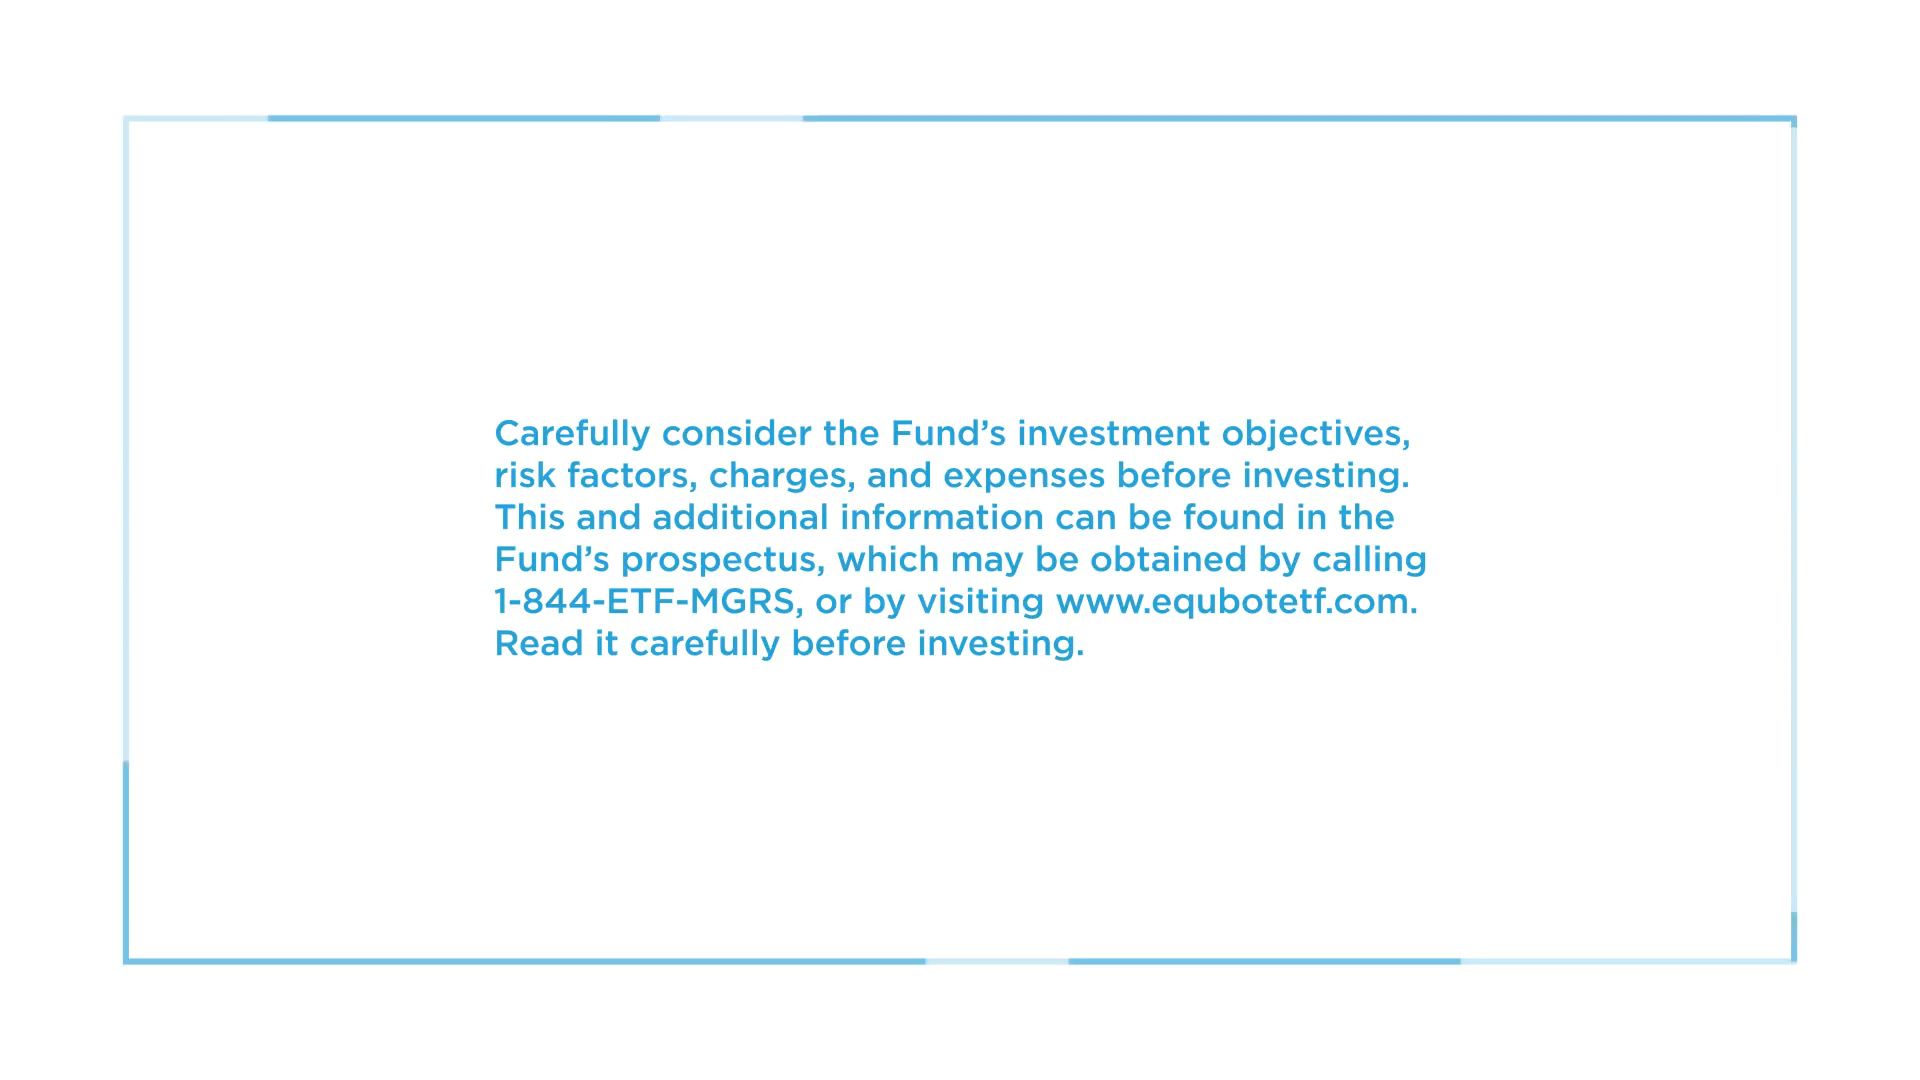 Carefully consider the Fund’s investment objectives,
risk factors, charges, and expenses before investing.
This and additional information can be found in the
Fund’s prospectus, which may be obtained by calling
1-844-ETF-MGRS, or by visiting www.equbotetf.com.
Read it carefully before investing.